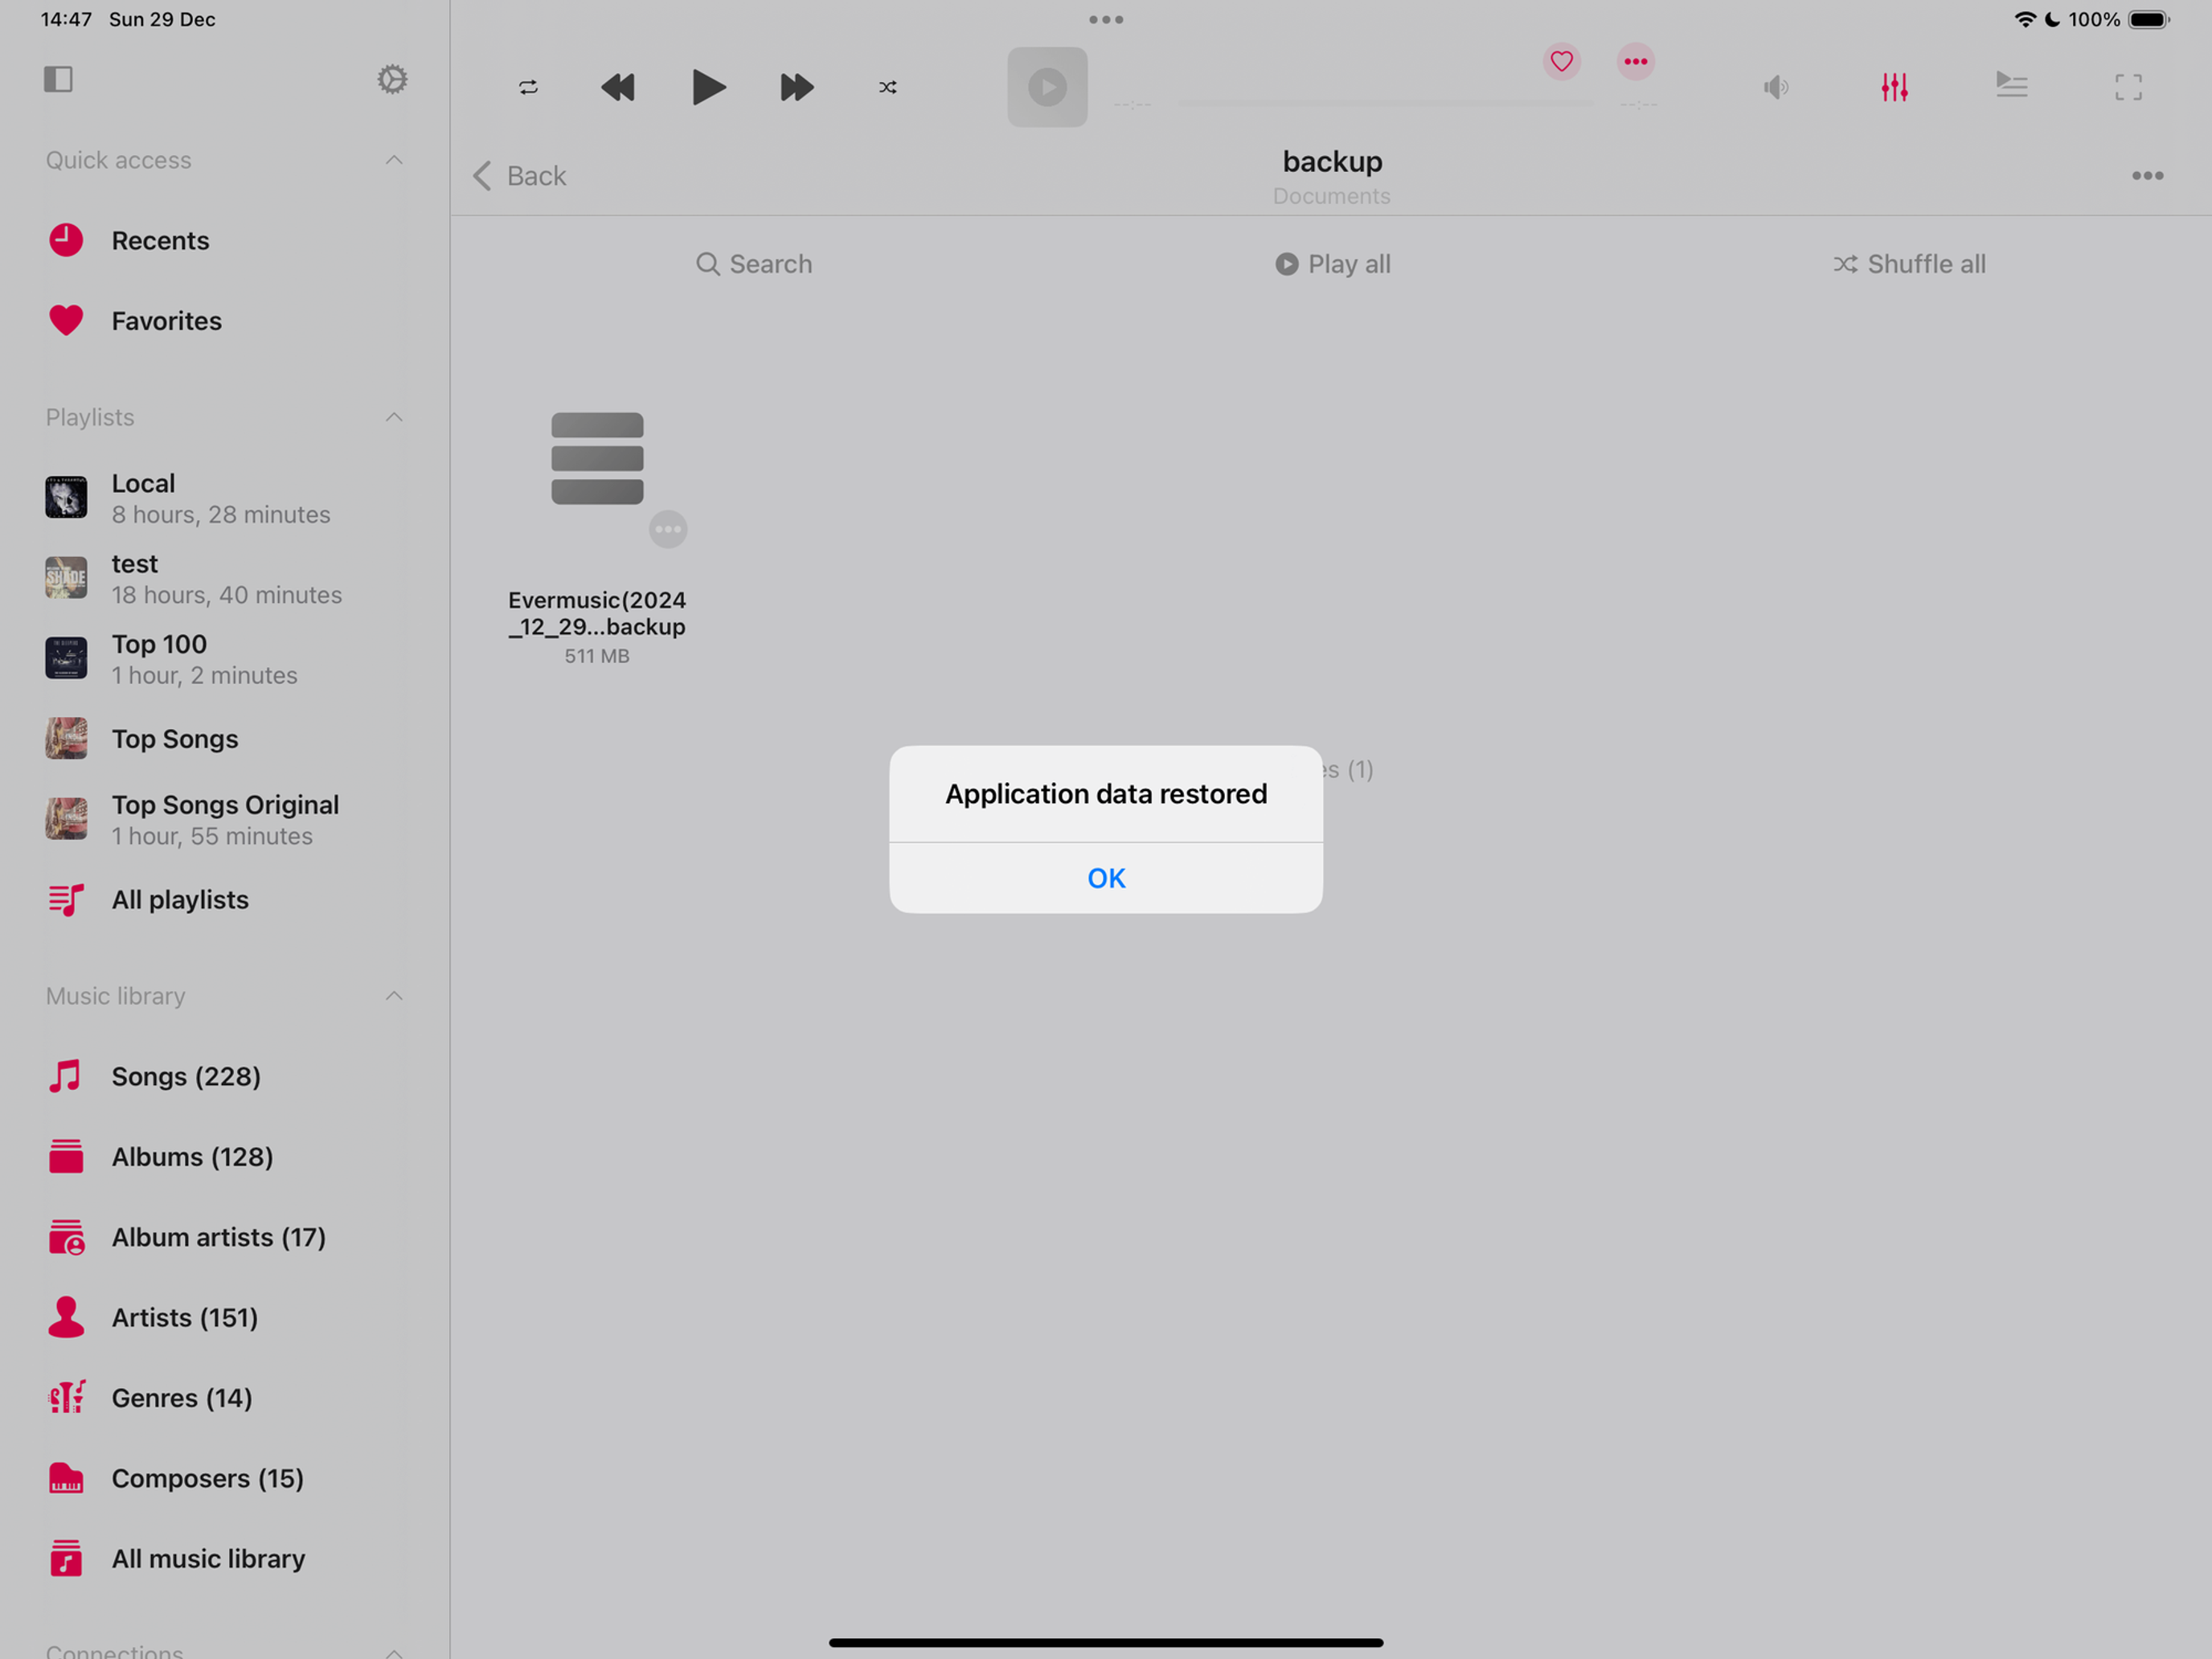 14:47 Sun 29 Dec
100%
--:--
--:--
Back
backup
Documents
Quick access
Recents
Favorites
Playlists
Local
8 hours, 28 minutes
test
18 hours, 40 minutes
Top 100
1 hour, 2 minutes
Top Songs
Top Songs Original
1 hour, 55 minutes
All playlists
Music library
Songs (228)
Albums (128)
Album artists (17)
Artists (151)
Genres (14)
Composers (15)
All music library
Connections
Search
Play all
Shuffle all
Evermusic(2024
_12_29...backup
511 MB
(1)
Application data restored
OK